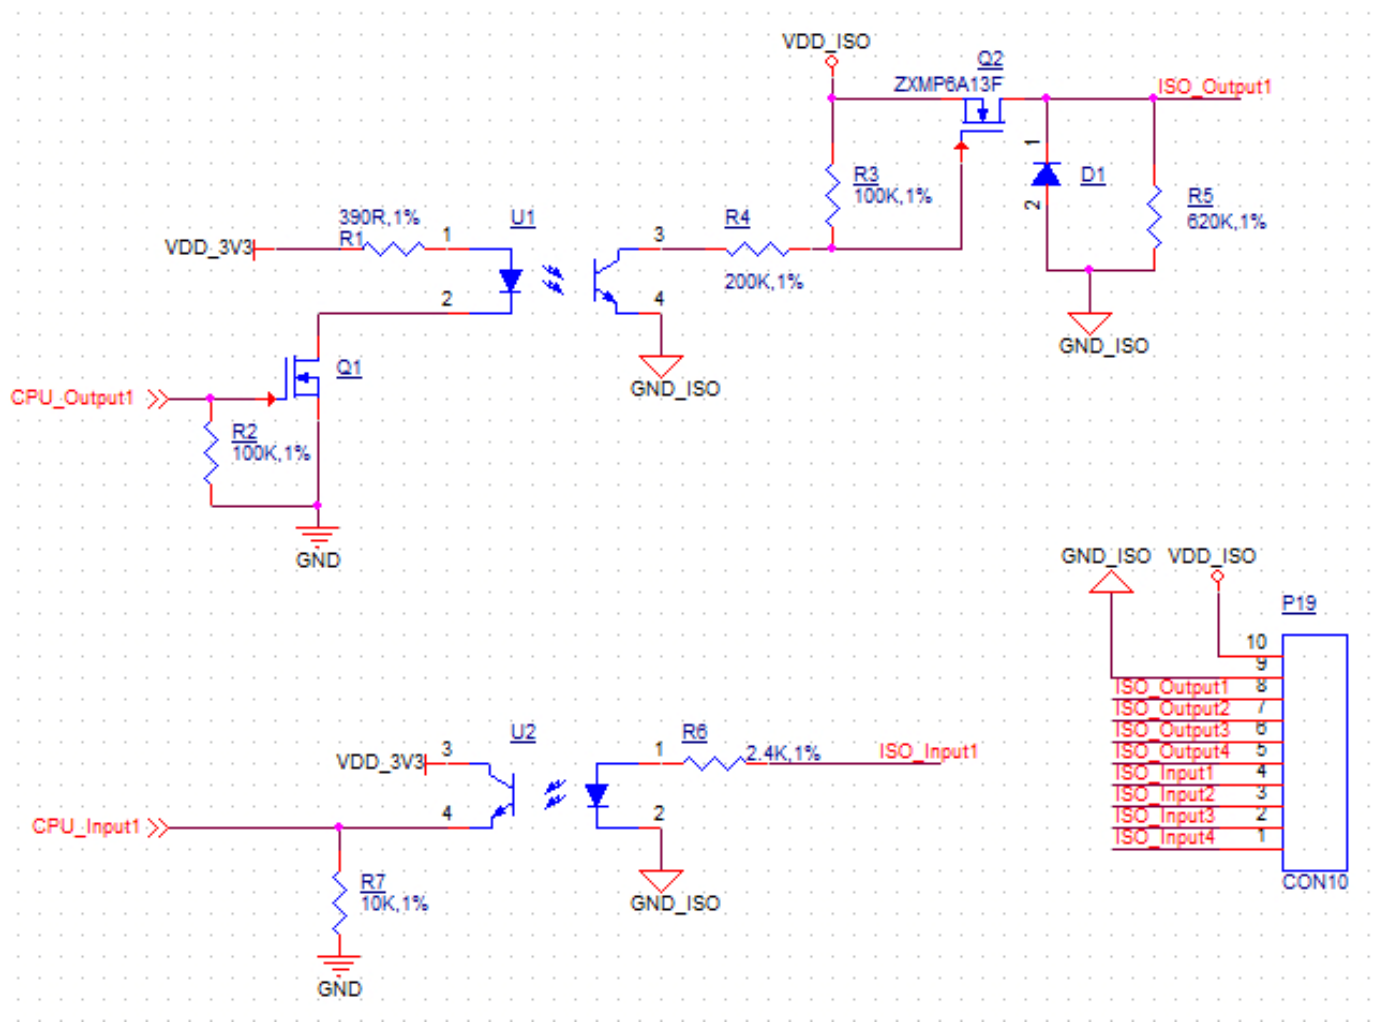 VDD_ISO
Q2
ZXMP6A13F
ISO_Output1
1
D1
2
R3
100K,1%
R5
620K,1%
390R,1%
R1
VDD_3V3
1
U1
3
R4
200K,1%
2
4
GND_ISO
GND_ISO
Q1
CPU_Output1
R2
100K,1%
GND
GND_ISO
VDD_ISO
P19
10
9
ISO_Output1 8
ISO_Output2 7
ISO_Output3 6
ISO_Output4 5
ISO_Input1 4
ISO_Input2 3
ISO_Input3 2
ISO_Input4 1
CON10
VDD_3V3
3
U2
1
R6
2.4K,1%
ISO_Input1
CPU_Input1
4
2
GND_ISO
R7
10K,1%
GND